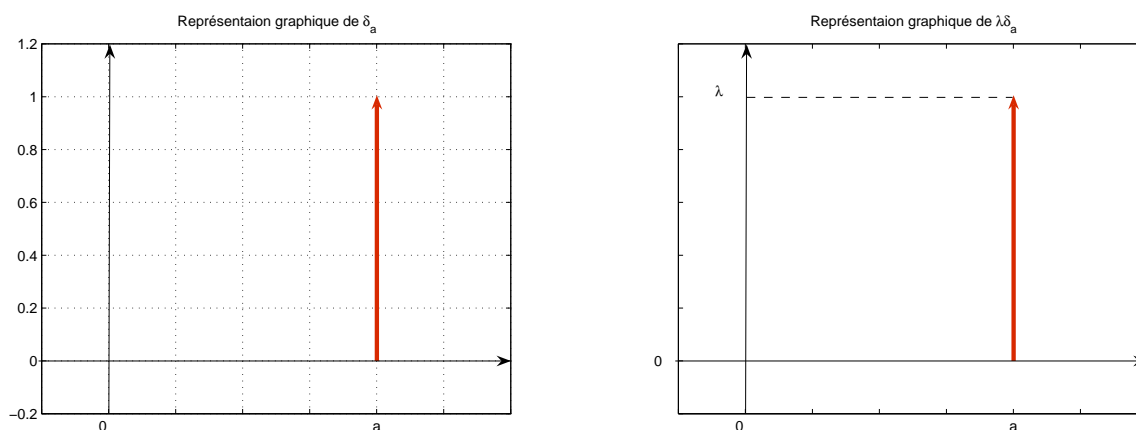 Représentaion graphique de δₐ
1.2
1
0.8
0.6
0.4
0.2
0
−0.2
0
a
Représentaion graphique de λδₐ
λ
0
0
a